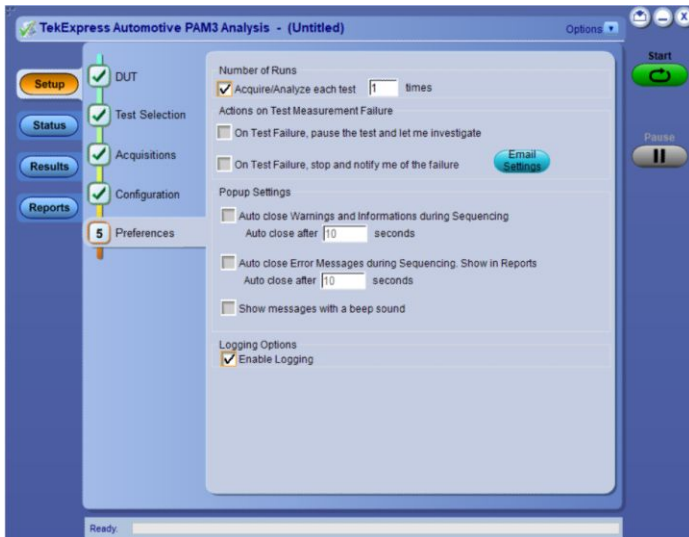 TekExpress Automotive PAM3 Analysis - (Untitled)
Options
Start
Pause
Setup
Status
Results
Reports
DUT
Test Selection
Acquisitions
Configuration
5 Preferences
Number of Runs
Acquire/Analyze each test 1 times
Actions on Test Measurement Failure
On Test Failure, pause the test and let me investigate
On Test Failure, stop and notify me of the failure
Email
Settings
Popup Settings
Auto close Warnings and Informations during Sequencing
Auto close after 10 seconds
Auto close Error Messages during Sequencing. Show in Reports
Auto close after 10 seconds
Show messages with a beep sound
Logging Options
Enable Logging
Ready.